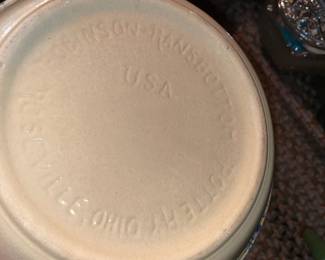 ROBINSON-RANSBOTTOM POTTERY
ROSEVILLE, OHIO
USA